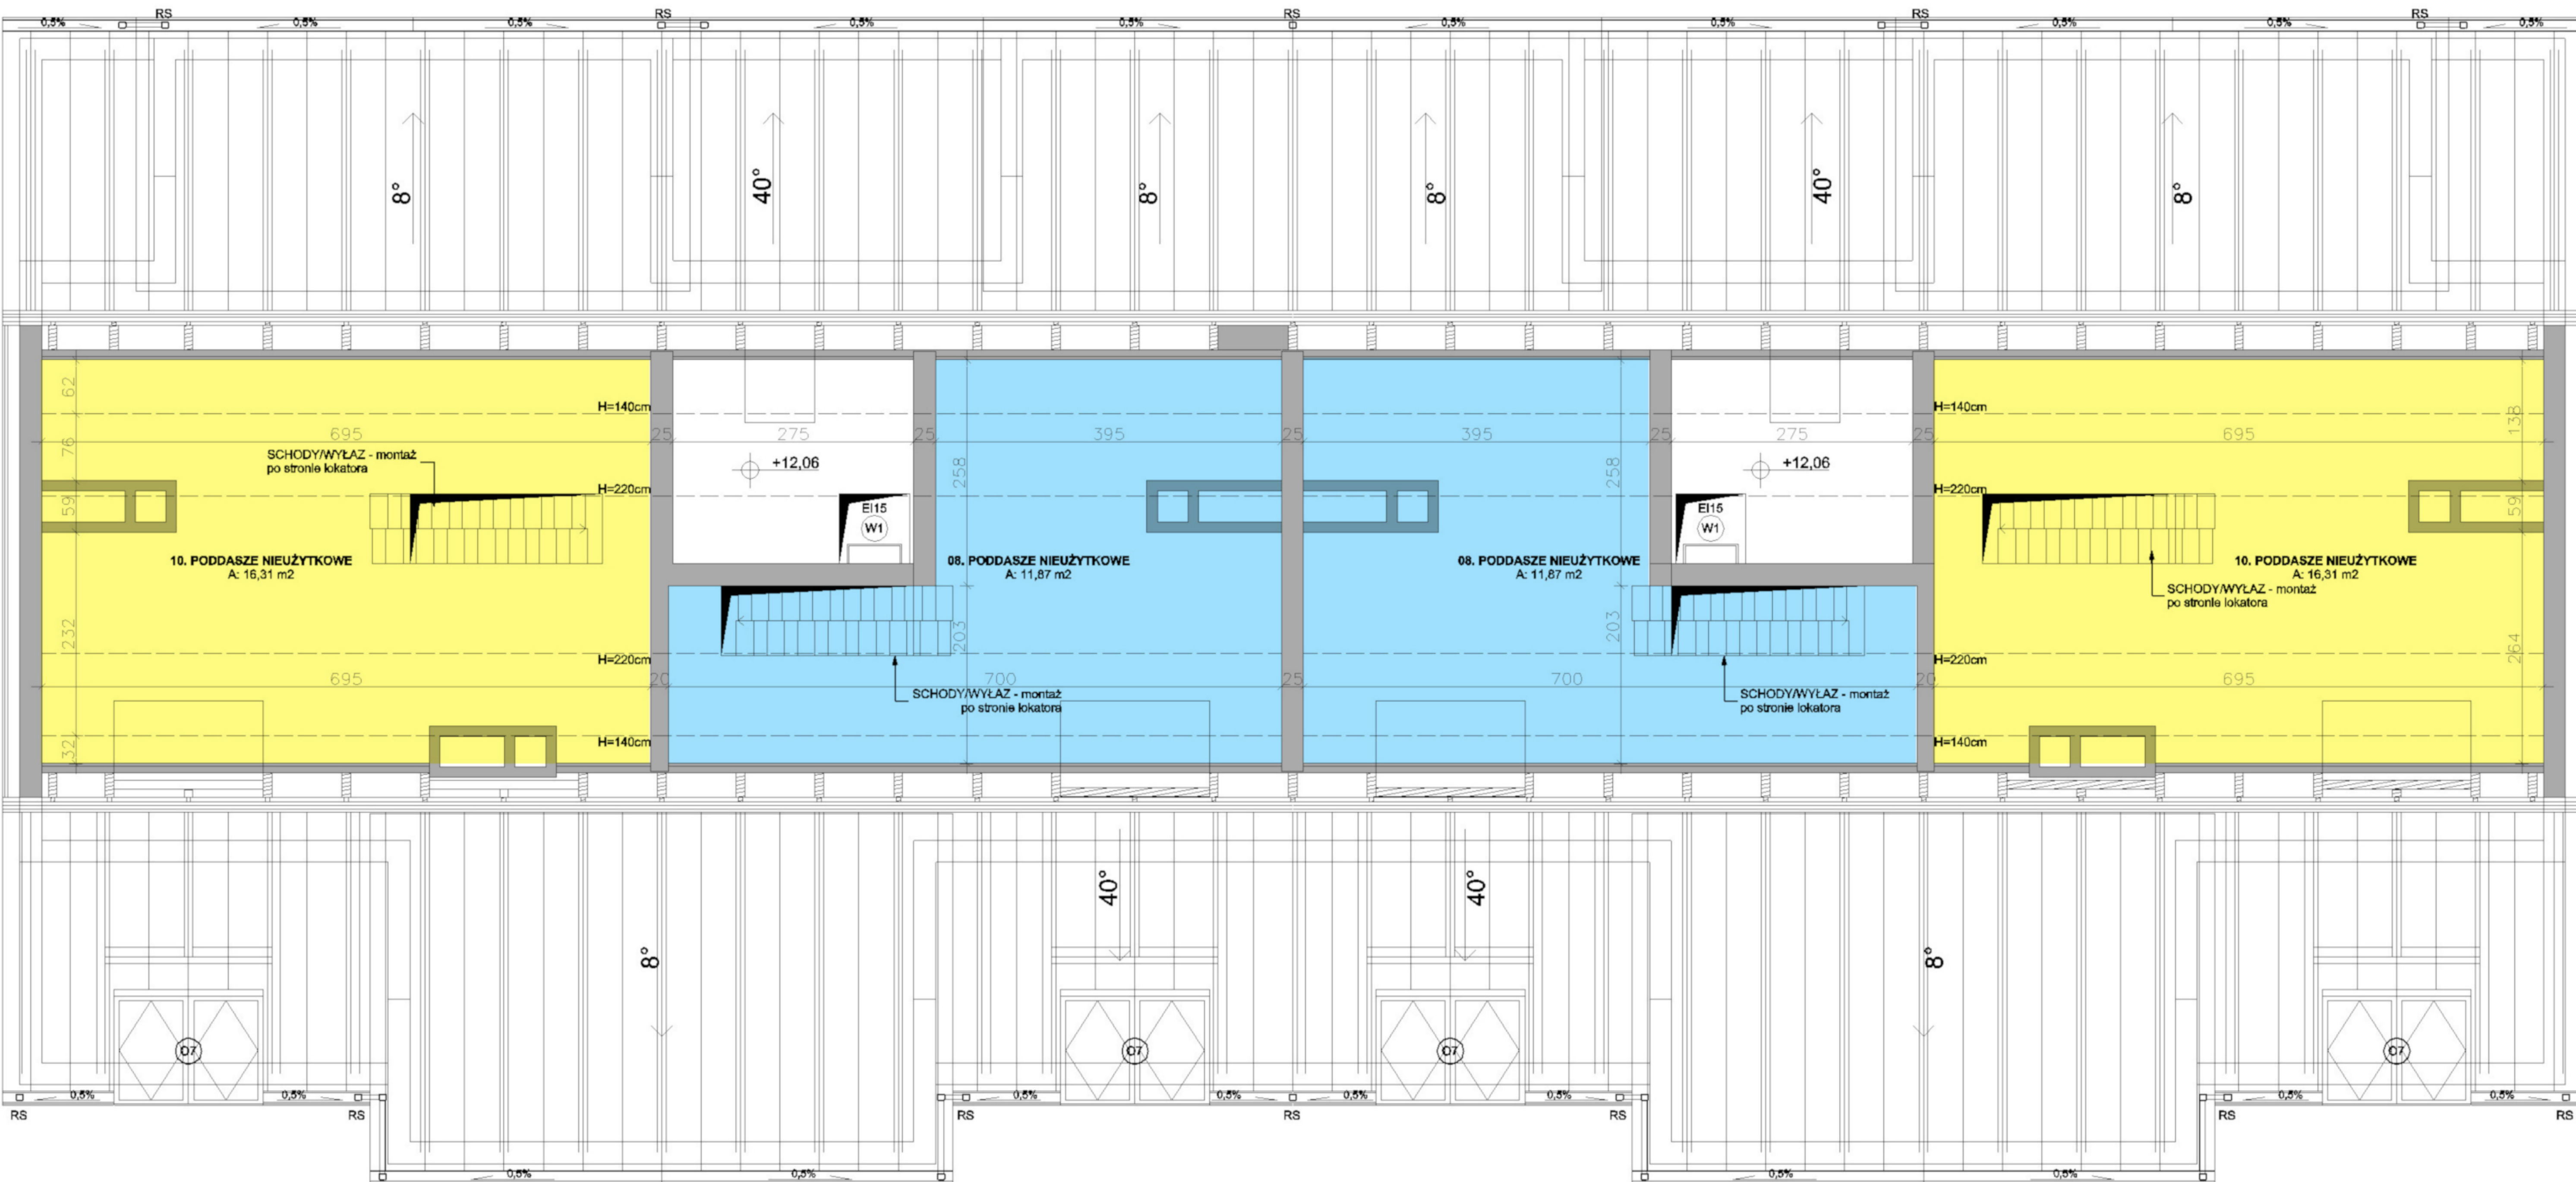 RS RS RS RS RS
0,5% 0,5% 0,5% 0,5% 0,5% 0,5% 0,5% 0,5% 0,5% 0,5%
8° 40° 8° 8° 40° 8°
62
H=140cm
H=140cm
138
695 25 275 25 395 25 395 25 275 25 695
76
SCHODY/WYŁAZ - montaż
po stronie lokatora
+12,06
258
258
+12,06
H=220cm
H=220cm
59
EI15
W1
EI15
W1
59
10. PODDASZE NIEUŻYTKOWE
A: 16,31 m2
08. PODDASZE NIEUŻYTKOWE
A: 11,87 m2
08. PODDASZE NIEUŻYTKOWE
A: 11,87 m2
10. PODDASZE NIEUŻYTKOWE
A: 16,31 m2
SCHODY/WYŁAZ - montaż
po stronie lokatora
232
203
203
264
H=220cm
H=220cm
695 20 700 25 700 20 695
SCHODY/WYŁAZ - montaż
po stronie lokatora
SCHODY/WYŁAZ - montaż
po stronie lokatora
32
H=140cm
H=140cm
40° 40°
8° 8°
O7 O7 O7 O7
0,5% 0,5% 0,5% 0,5% 0,5% 0,5% 0,5% 0,5%
RS RS RS RS RS RS RS
0,5% 0,5% 0,5% 0,5%